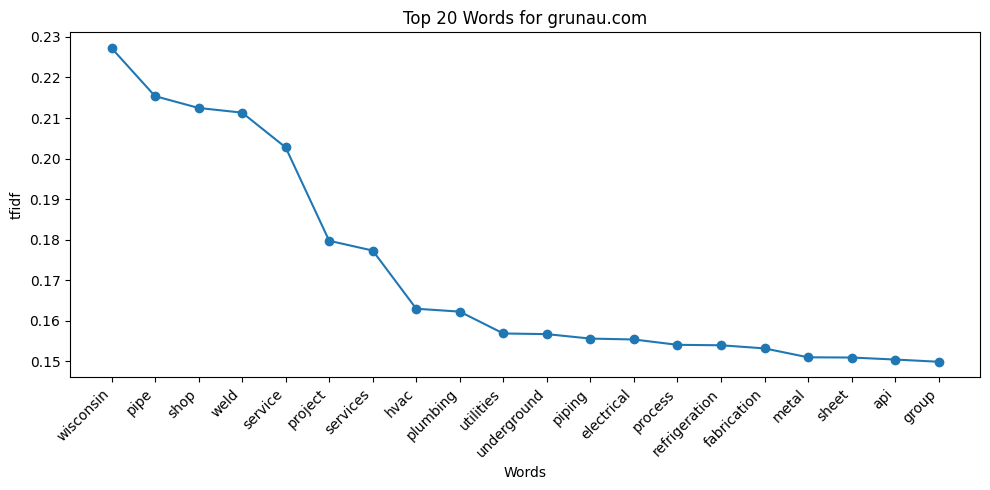 Top 20 Words for grunau.com
tfidf
0.23
0.22
0.21
0.20
0.19
0.18
0.17
0.16
0.15
wisconsin
pipe
shop
weld
service
project
services
hvac
plumbing
utilities
underground
piping
electrical
process
refrigeration
fabrication
metal
sheet
api
group
Words